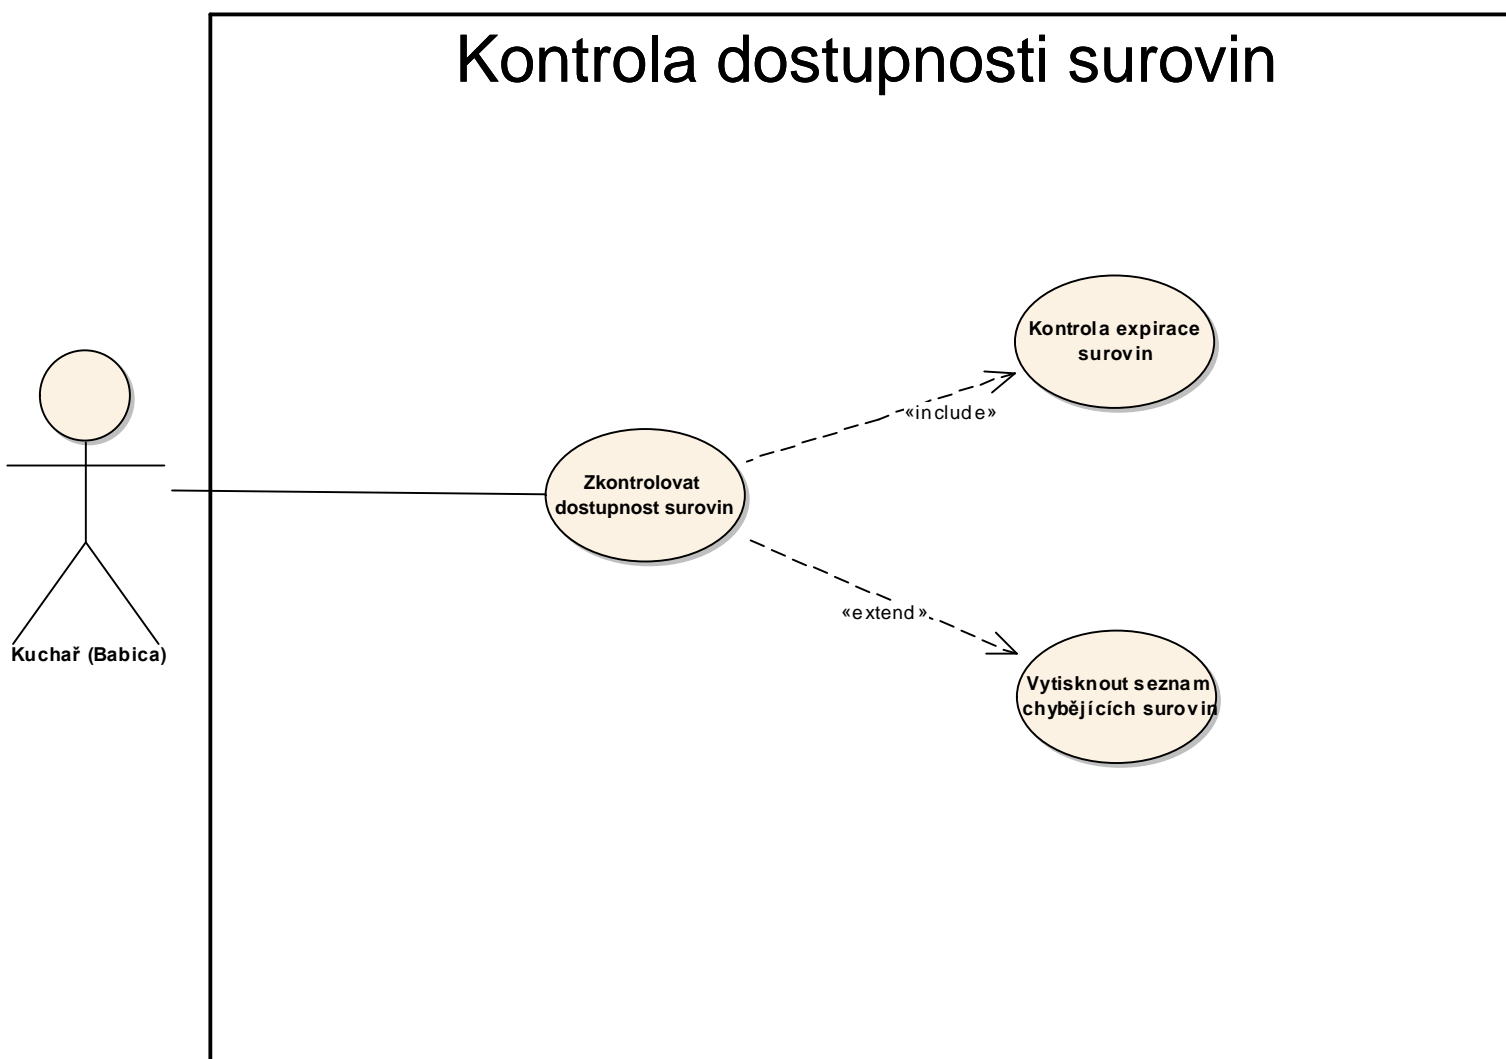 Kontrola dostupnosti surovin
Kontrola expirace
surovin
«include»
Zkontrolovat
dostupnost surovin
«extend»
Kuchař (Babica)
Vytisknout seznam
chybějících surovin